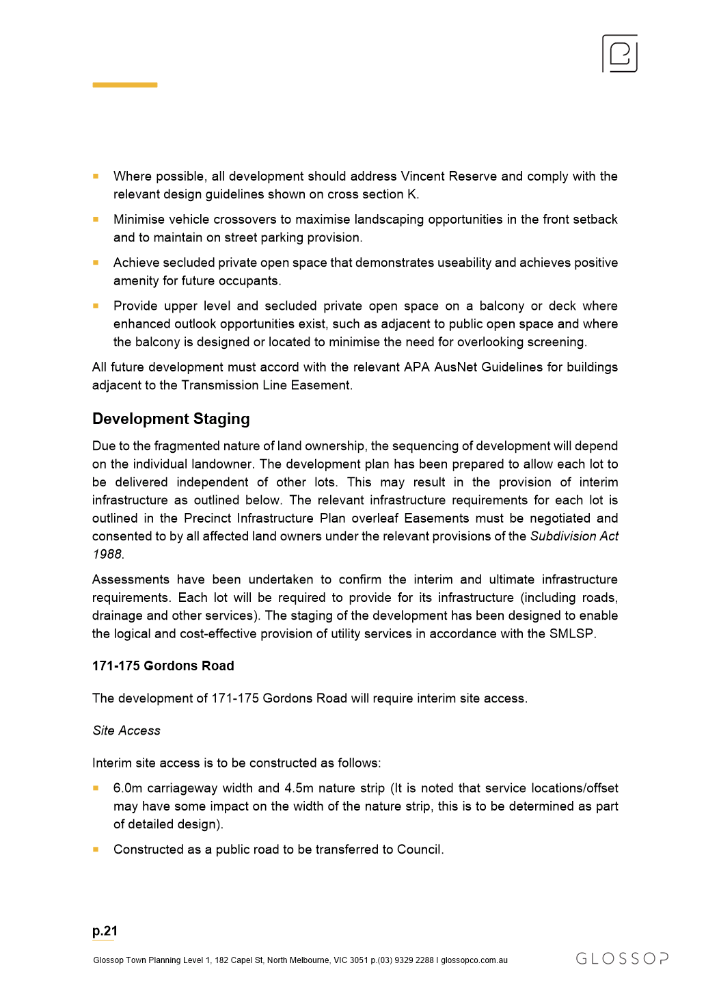 Where possible, all development should address Vincent Reserve and comply with the
relevant design guidelines shown on cross section K.
Minimise vehicle crossovers to maximise landscaping opportunities in the front setback
and to maintain on street parking provision.
Achieve secluded private open space that demonstrates useability and achieves positive
amenity for future occupants.
Provide upper level and secluded private open space on a balcony or deck where
enhanced outlook opportunities exist, such as adjacent to public open space and where
the balcony is designed or located to minimise the need for overlooking screening.
All future development must accord with the relevant APA AusNet Guidelines for buildings
adjacent to the Transmission Line Easement.
Development Staging
Due to the fragmented nature of land ownership, the sequencing of development will depend
on the individual landowner. The development plan has been prepared to allow each lot to
be delivered independent of other lots. This may result in the provision of interim
infrastructure as outlined below. The relevant infrastructure requirements for each lot is
outlined in the Precinct Infrastructure Plan overleaf Easements must be negotiated and
consented to by all affected land owners under the relevant provisions of the Subdivision Act
1988.
Assessments have been undertaken to confirm the interim and ultimate infrastructure
requirements. Each lot will be required to provide for its infrastructure (including roads,
drainage and other services). The staging of the development has been designed to enable
the logical and cost-effective provision of utility services in accordance with the SMLSP.
171-175 Gordons Road
The development of 171-175 Gordons Road will require interim site access.
Site Access
Interim site access is to be constructed as follows:
6.0m carriageway width and 4.5m nature strip (It is noted that service locations/offset
may have some impact on the width of the nature strip, this is to be determined as part
of detailed design).
Constructed as a public road to be transferred to Council.
p.21
Glossop Town Planning Level 1, 182 Capel St, North Melbourne, VIC 3051 p.(03) 9329 2288 I glossopco.com.au
GLOSSOP